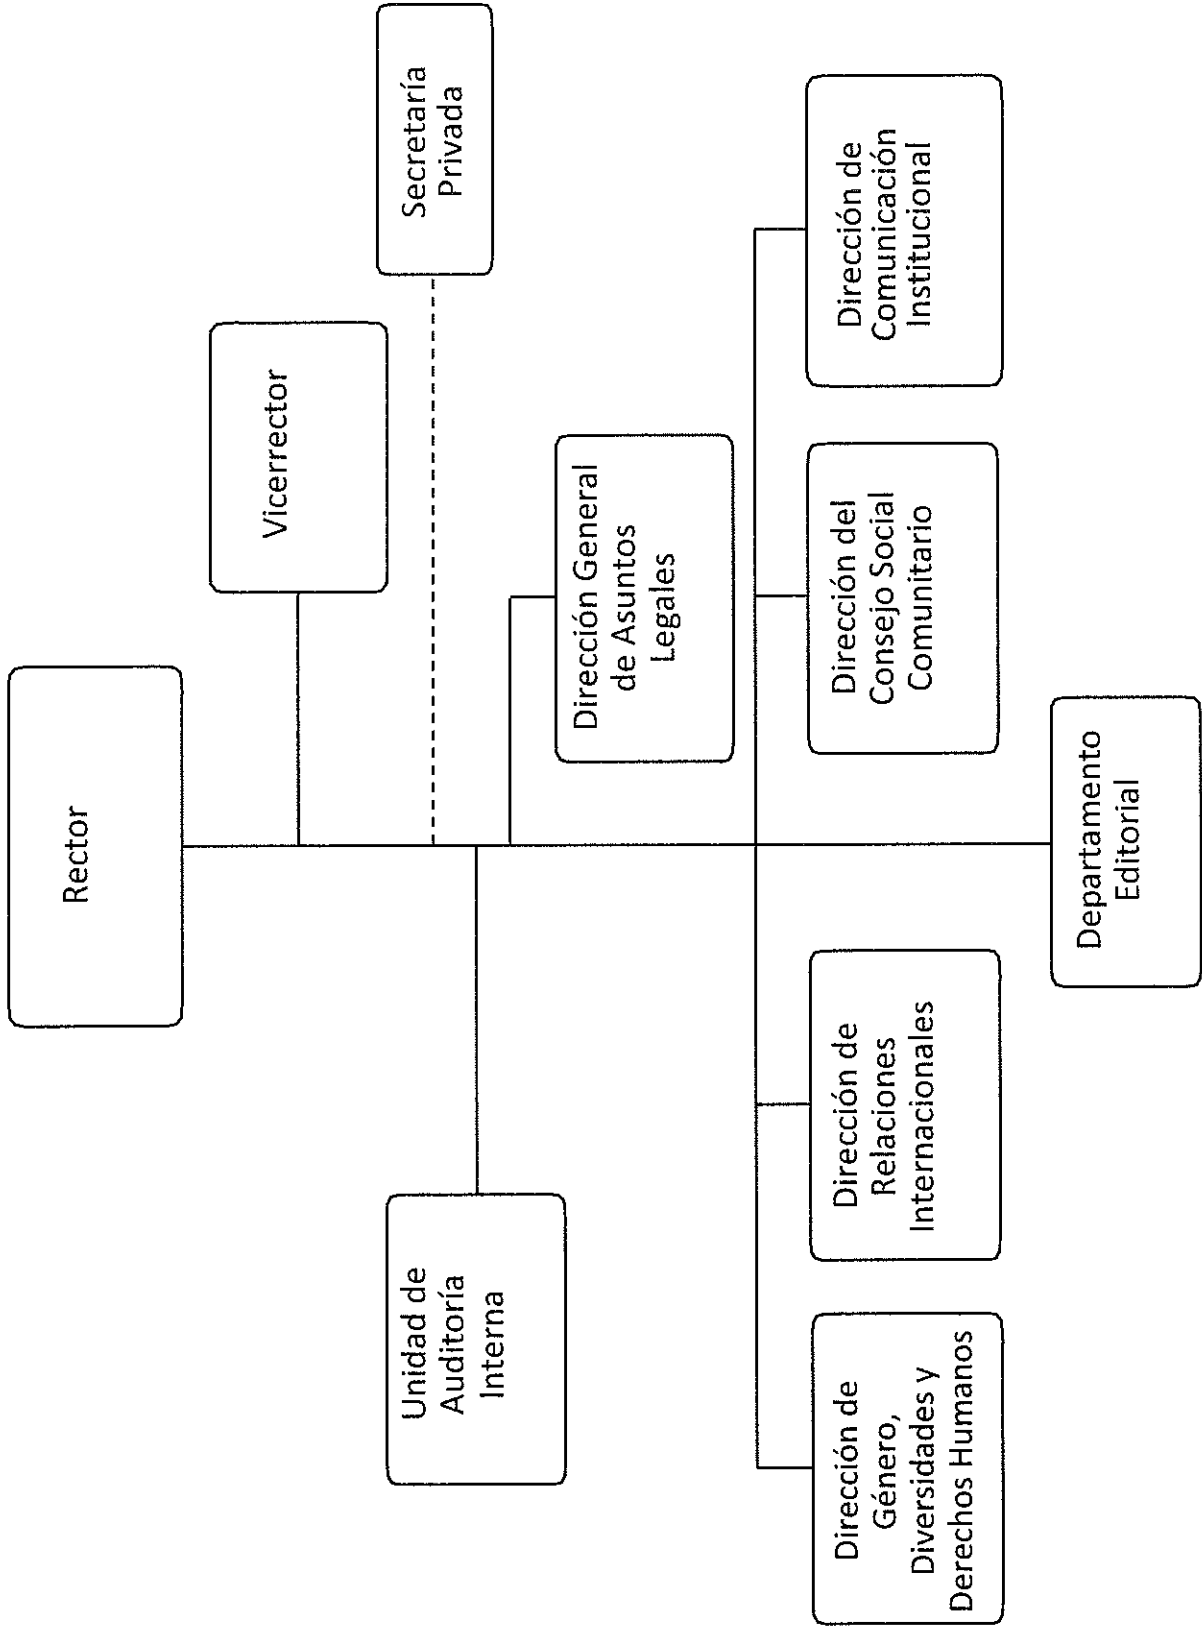 Rector
Vicerrector
Secretaría
Privada
Unidad de
Auditoría
Interna
Dirección General
de Asuntos
Legales
Dirección de
Género,
Diversidades y
Derechos Humanos
Dirección de
Relaciones
Internacionales
Dirección del
Consejo Social
Comunitario
Dirección de
Comunicación
Institucional
Departamento
Editorial